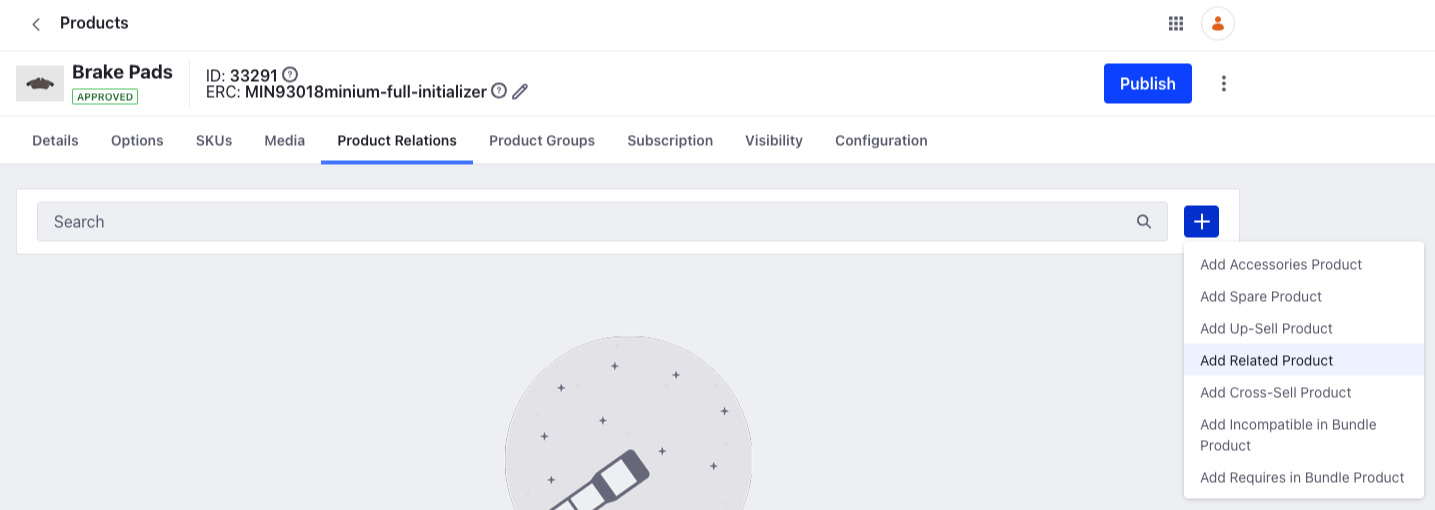 Products
Brake Pads
APPROVED
ID: 33291
ERC: MIN93018minium-full-initializer
Publish
Details Options SKUs Media Product Relations Product Groups Subscription Visibility Configuration
Search
Add Accessories Product
Add Spare Product
Add Up-Sell Product
Add Related Product
Add Cross-Sell Product
Add Incompatible in Bundle
Product
Add Requires in Bundle Product